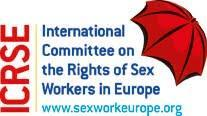 ICRSE
International
Committee on
the Rights of Sex
Workers in Europe
www.sexworkeurope.org